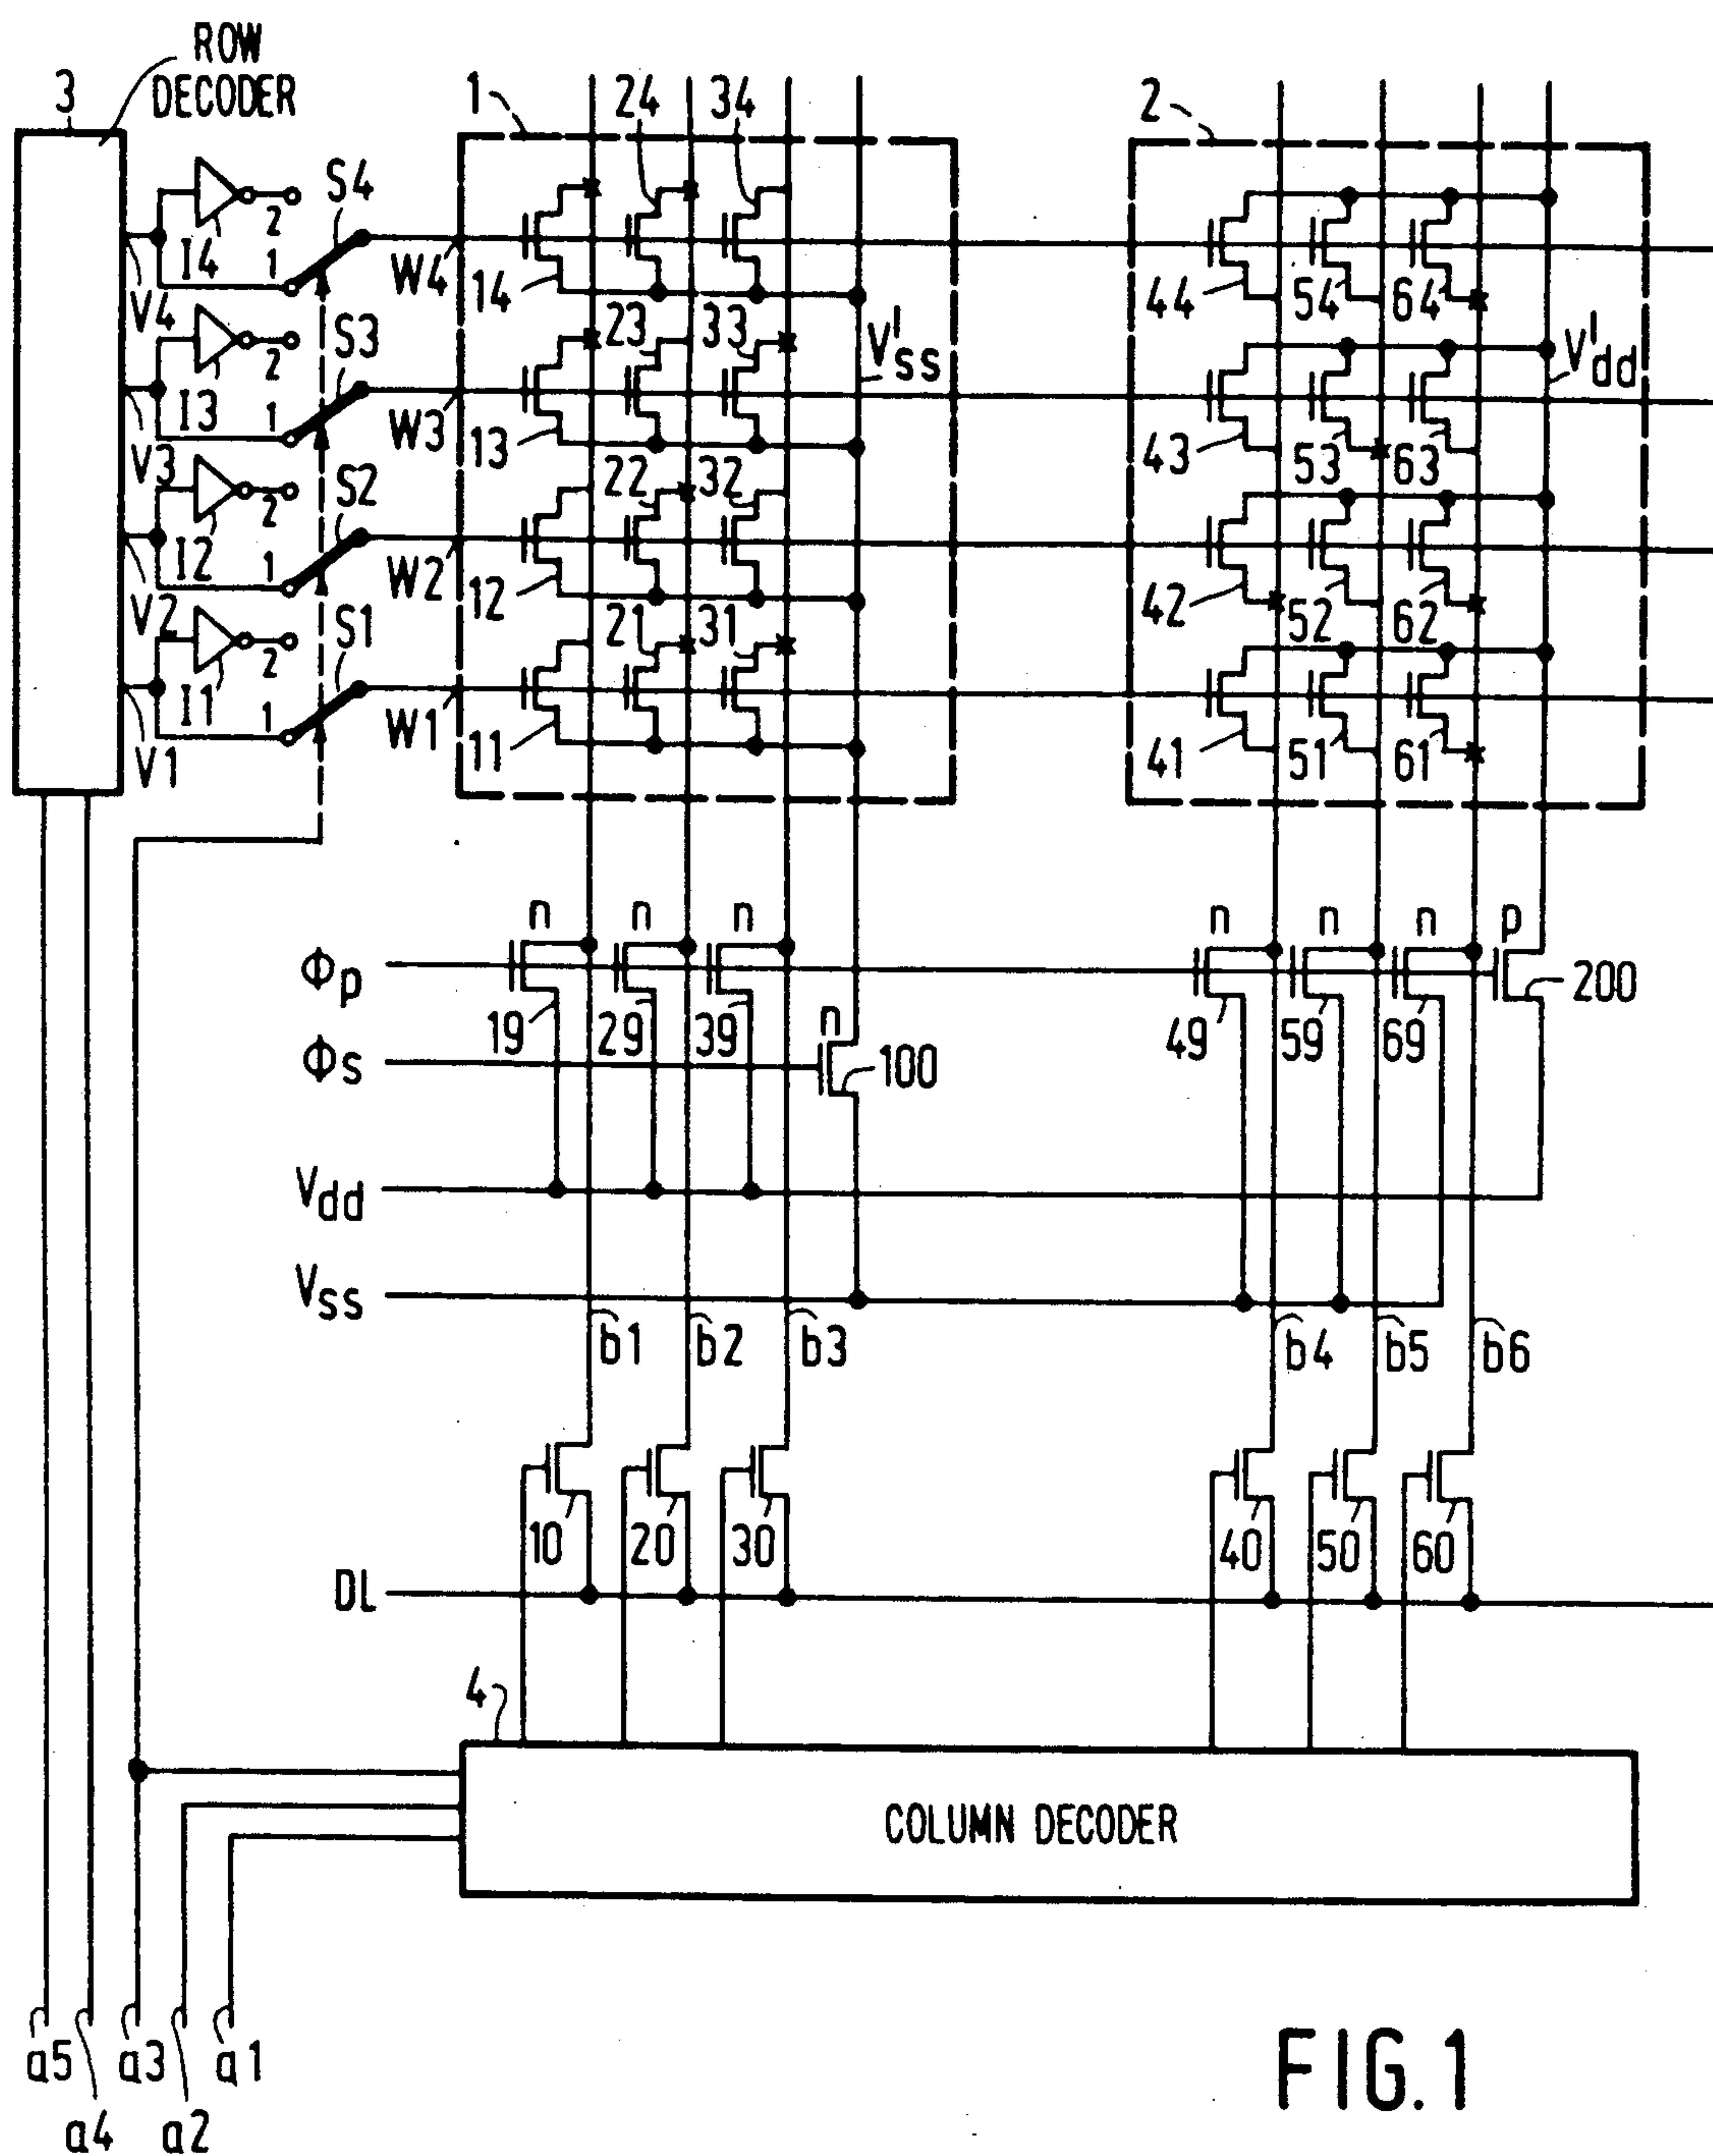 ROW
DECODER
3
1
24
34
2
S4
2
I4
1
W4
14
44
54
64
V4
23
33
V'ss
V'dd
S3
2
I3
1
W3
13
43
53
63
V3
22
32
S2
2
I2
1
W2
12
42
52
62
V2
21
31
S1
2
I1
1
W1
11
41
51
61
V1
n
n
n
n
n
n
p
Φp
19
29
39
49
59
69
200
n
Φs
100
Vdd
Vss
b1
b2
b3
b4
b5
b6
10
20
30
40
50
60
DL
4
COLUMN DECODER
a5
a3
a1
a4
a2
FIG.1